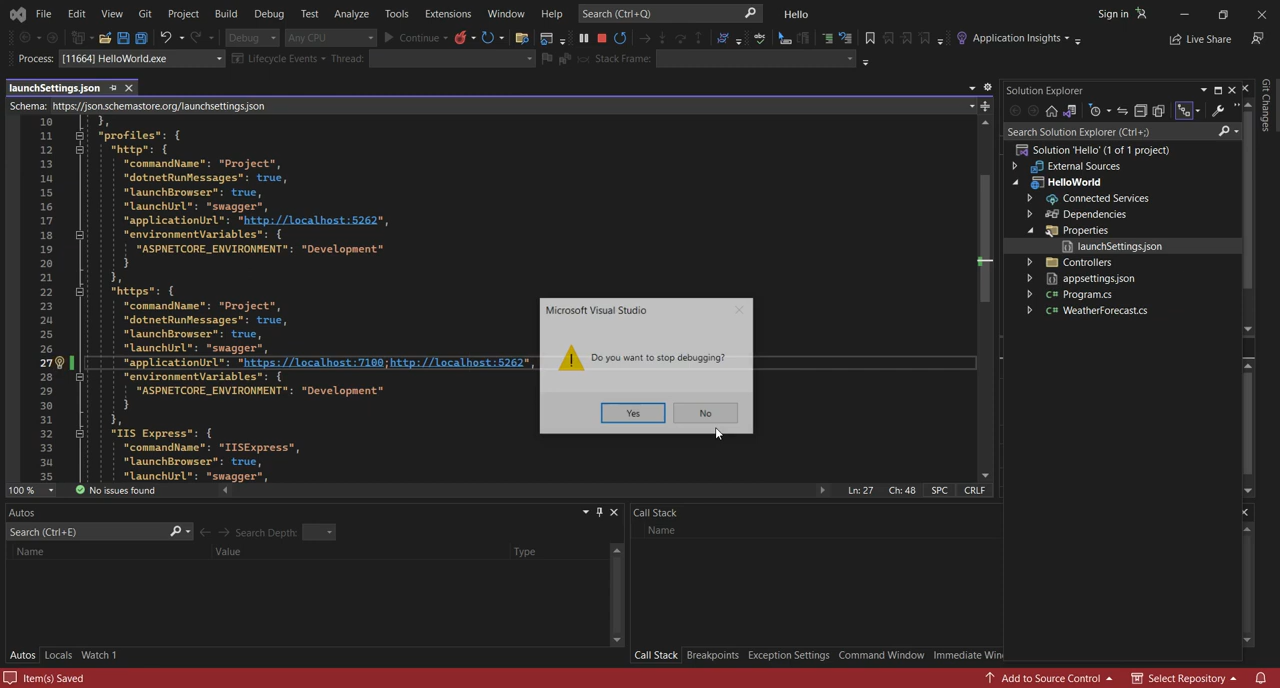 File Edit View Git Project Build Debug Test Analyze Tools Extensions Window Help Search (Ctrl+Q) Hello Sign in
Debug Any CPU Continue Application Insights Live Share
Process: [11664] HelloWorld.exe Lifecycle Events Thread: Stack Frame:
launchSettings.json
Schema: https://json.schemastore.org/launchsettings.json
10 },
11 "profiles": {
12 "http": {
13 "commandName": "Project",
14 "dotnetRunMessages": true,
15 "launchBrowser": true,
16 "launchUrl": "swagger",
17 "applicationUrl": "http://localhost:5262",
18 "environmentVariables": {
19 "ASPNETCORE_ENVIRONMENT": "Development"
20 }
21 },
22 "https": {
23 "commandName": "Project",
24 "dotnetRunMessages": true,
25 "launchBrowser": true,
26 "launchUrl": "swagger",
27 "applicationUrl": "https://localhost:7100;http://localhost:5262",
28 "environmentVariables": {
29 "ASPNETCORE_ENVIRONMENT": "Development"
30 }
31 },
32 "IIS Express": {
33 "commandName": "IISExpress",
34 "launchBrowser": true,
35 "launchUrl": "swagger",
100 % No issues found Ln: 27 Ch: 48 SPC CRLF
Microsoft Visual Studio
Do you want to stop debugging?
Yes No
Solution Explorer
Search Solution Explorer (Ctrl+;)
Solution 'Hello' (1 of 1 project)
External Sources
HelloWorld
Connected Services
Dependencies
Properties
launchSettings.json
Controllers
appsettings.json
C# Program.cs
C# WeatherForecast.cs
Git Changes
Autos
Search (Ctrl+E) Search Depth:
Name Value Type
Autos Locals Watch 1
Call Stack
Name
Call Stack Breakpoints Exception Settings Command Window Immediate Win
Item(s) Saved Add to Source Control Select Repository